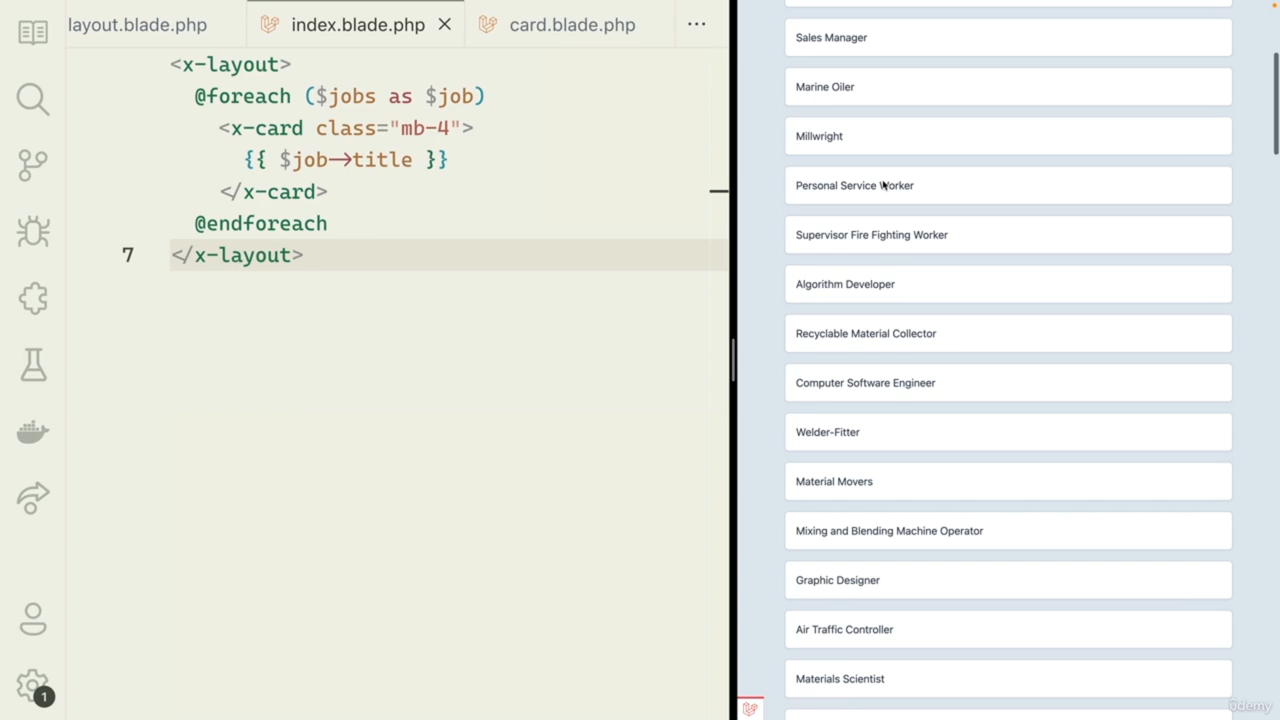 layout.blade.php
index.blade.php
card.blade.php
<x-layout>
@foreach ($jobs as $job)
<x-card class="mb-4">
{{ $job->title }}
</x-card>
@endforeach
7 </x-layout>
1
Sales Manager
Marine Oiler
Millwright
Personal Service Worker
Supervisor Fire Fighting Worker
Algorithm Developer
Recyclable Material Collector
Computer Software Engineer
Welder-Fitter
Material Movers
Mixing and Blending Machine Operator
Graphic Designer
Air Traffic Controller
Materials Scientist
ûdemy